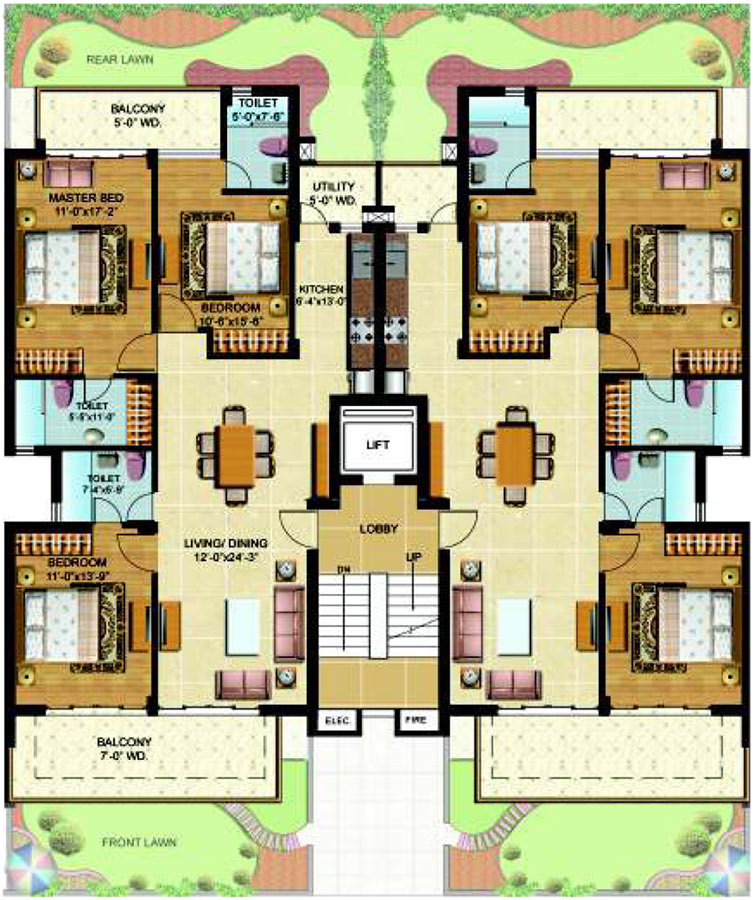 REAR LAWN
BALCONY
5'-0" WD.
TOILET
5'-0"x7'-6"
MASTER BED
11'-0"x17'-2"
UTILITY
5'-0" WD.
BEDROOM
10'-6"x15'-6"
KITCHEN
6'-4"x13'-0"
TOILET
5'-5"x11'-0"
LIFT
TOILET
7'-4"x5'-9"
LOBBY
LIVING/ DINING
12'-0"x24'-3"
BEDROOM
11'-0"x13'-9"
DN
UP
ELEC.
FIRE
BALCONY
7'-0" WD.
FRONT LAWN